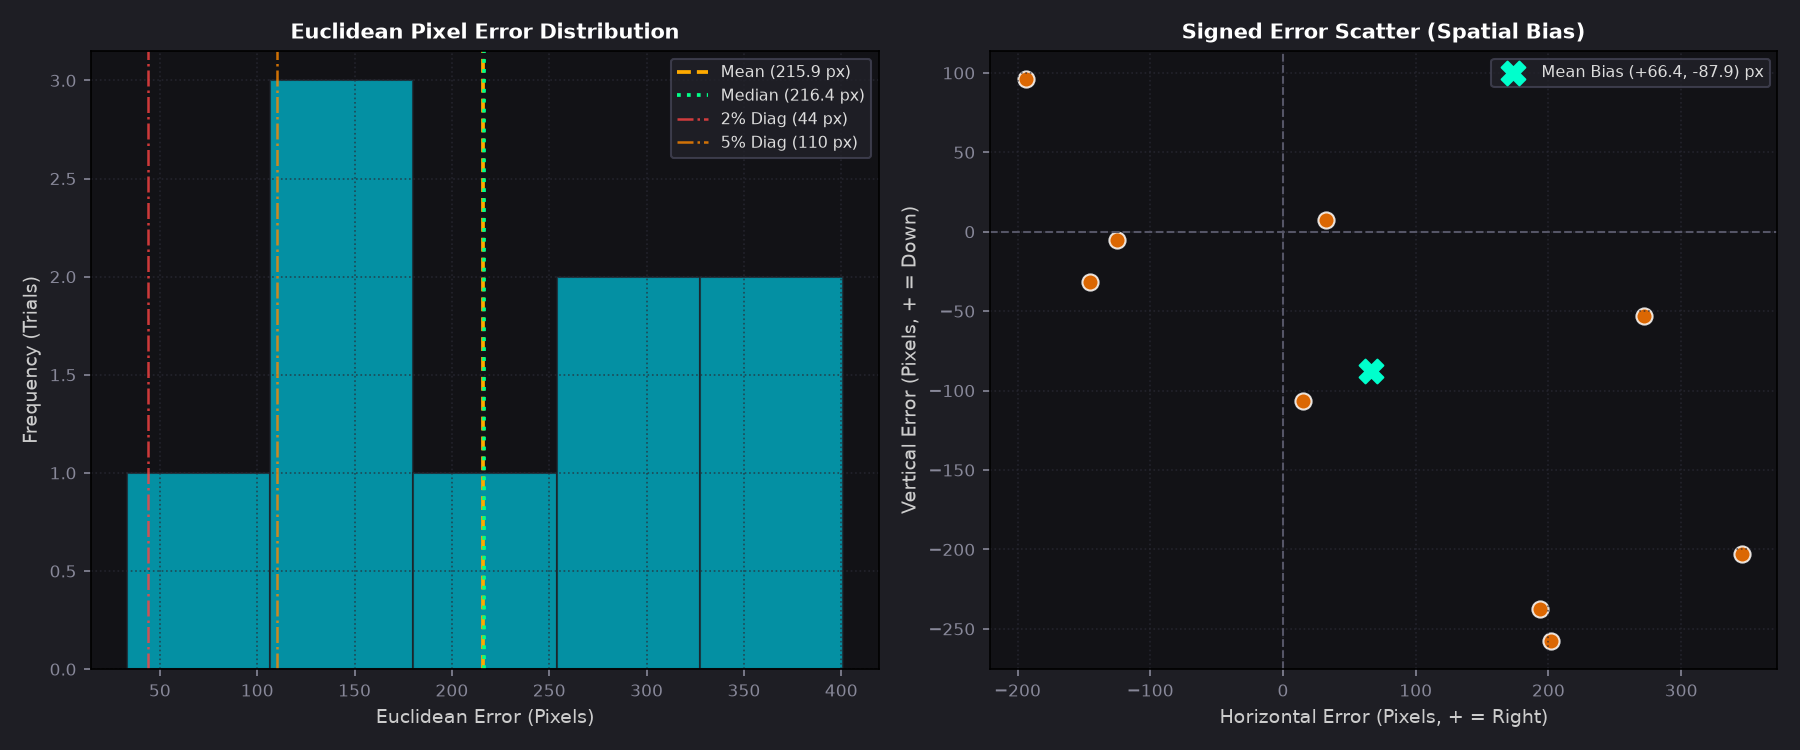 Euclidean Pixel Error Distribution
Mean (215.9 px)
Median (216.4 px)
2% Diag (44 px)
5% Diag (110 px)
Frequency (Trials)
3.0
2.5
2.0
1.5
1.0
0.5
0.0
50 100 150 200 250 300 350 400
Euclidean Error (Pixels)
Signed Error Scatter (Spatial Bias)
Mean Bias (+66.4, -87.9) px
Vertical Error (Pixels, + = Down)
100
50
0
−50
−100
−150
−200
−250
−200 −100 0 100 200 300
Horizontal Error (Pixels, + = Right)